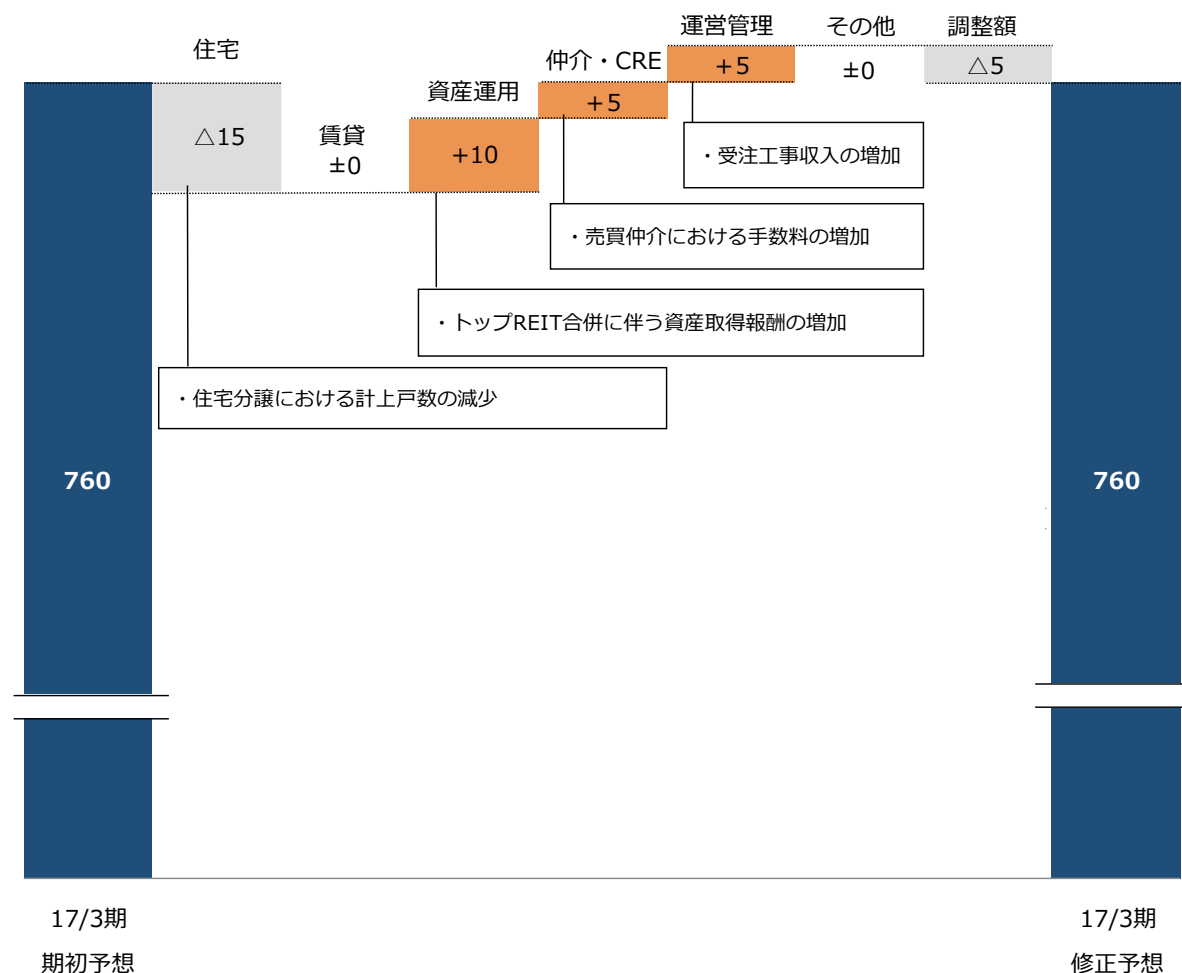 住宅
△15
賃貸
±0
資産運用
+10
仲介・CRE
+5
運営管理
+5
その他
±0
調整額
△5
・受注工事収入の増加
・売買仲介における手数料の増加
・トップREIT合併に伴う資産取得報酬の増加
・住宅分譲における計上戸数の減少
760
760
17/3期
期初予想
17/3期
修正予想